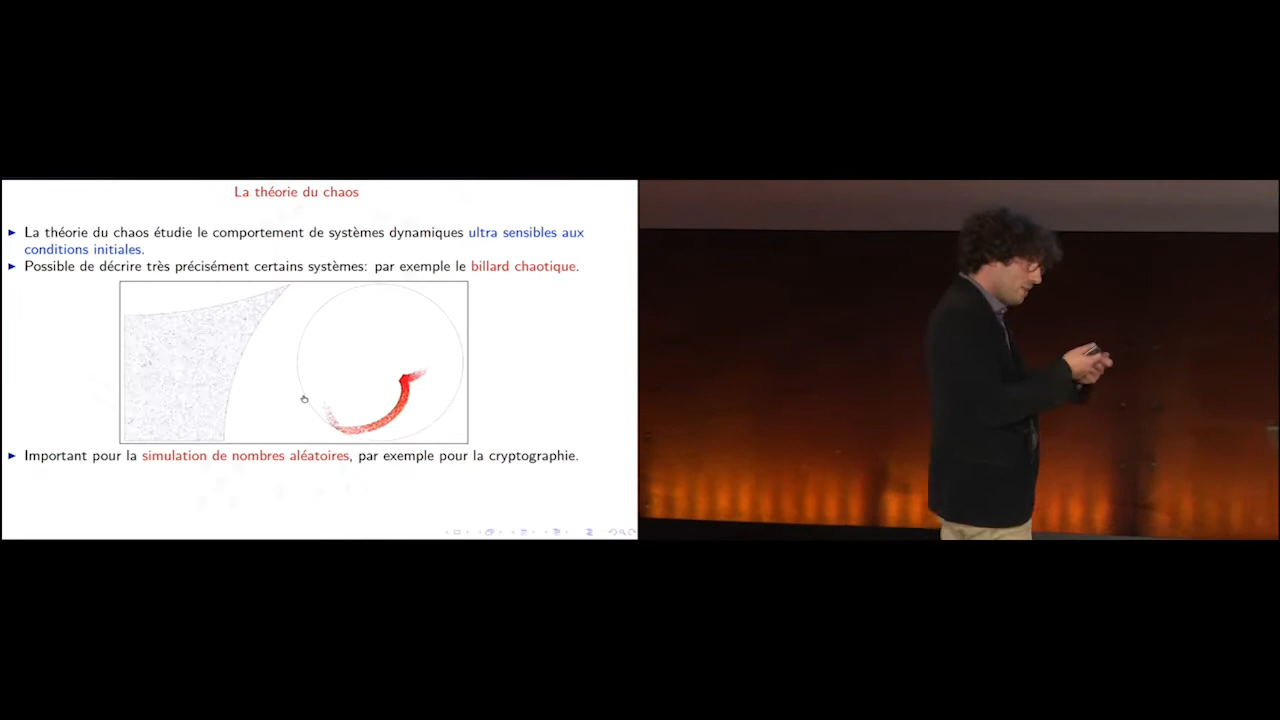 La théorie du chaos
► La théorie du chaos étudie le comportement de systèmes dynamiques ultra sensibles aux
conditions initiales.
► Possible de décrire très précisément certains systèmes: par exemple le billard chaotique.
► Important pour la simulation de nombres aléatoires, par exemple pour la cryptographie.